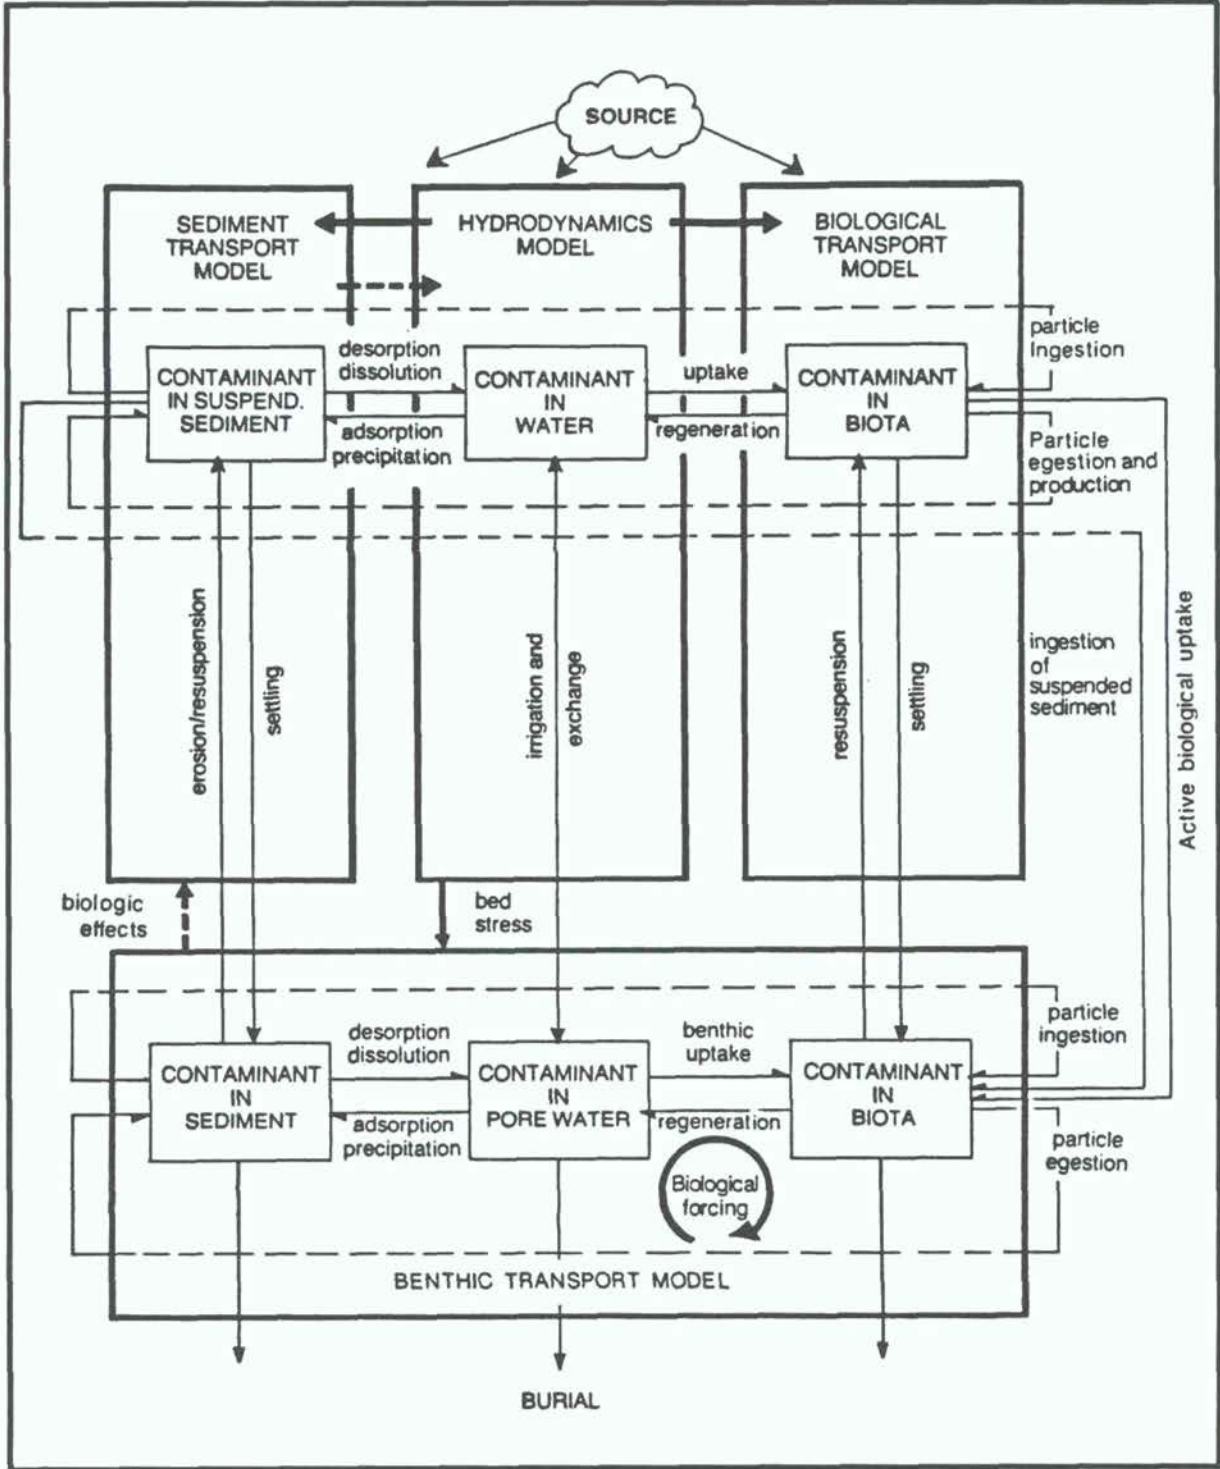 SOURCE
SEDIMENT
TRANSPORT
MODEL
HYDRODYNAMICS
MODEL
BIOLOGICAL
TRANSPORT
MODEL
particle
Ingestion
desorption
dissolution
uptake
CONTAMINANT
IN SUSPEND.
SEDIMENT
CONTAMINANT
IN
WATER
CONTAMINANT
IN
BIOTA
adsorption
precipitation
regeneration
Particle
egestion and
production
erosion/resuspension
settling
irrigation and
exchange
resuspension
settling
ingestion
of
suspended
sediment
Active biological uptake
biologic
effects
bed
stress
particle
ingestion
desorption
dissolution
benthic
uptake
CONTAMINANT
IN
SEDIMENT
CONTAMINANT
IN
PORE WATER
CONTAMINANT
IN
BIOTA
adsorption
precipitation
regeneration
particle
egestion
Biological
forcing
BENTHIC TRANSPORT MODEL
BURIAL